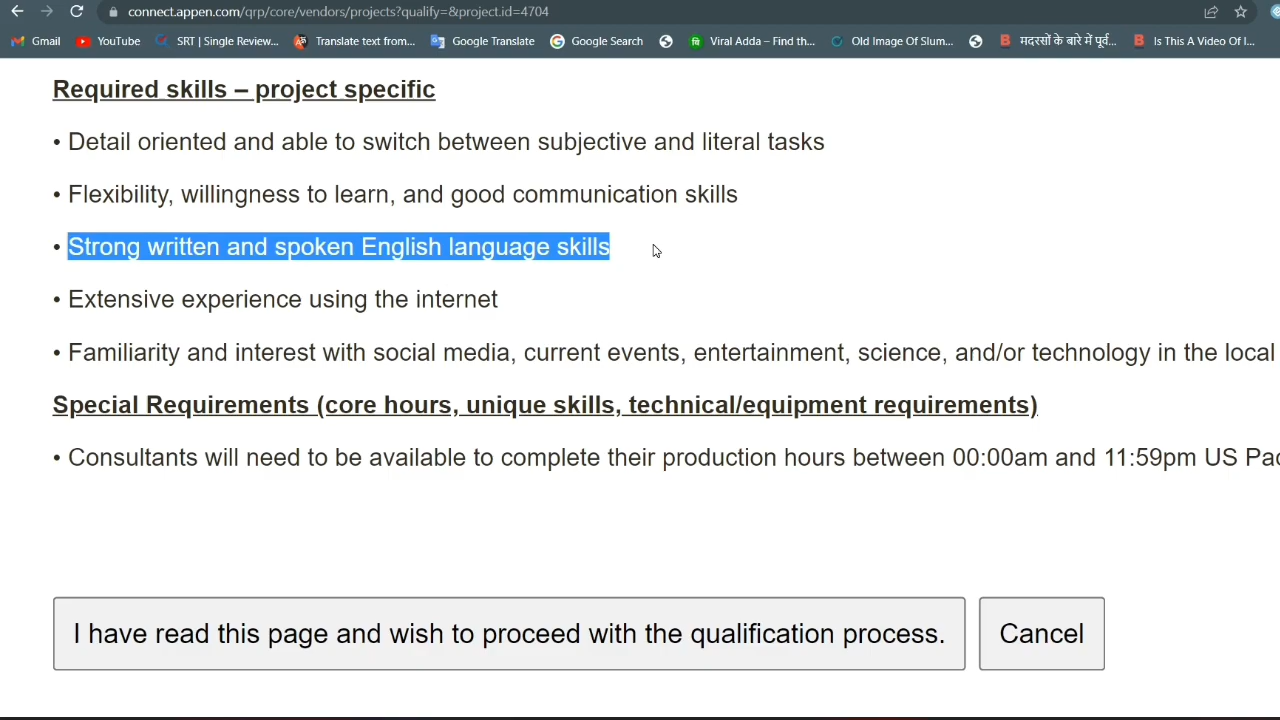 connect.appen.com/qrp/core/vendors/projects?qualify=&project.id=4704
Gmail YouTube SRT | Single Review... Translate text from... Google Translate Google Search Viral Adda – Find th... Old Image Of Slum... मदरसों के बारे में पूर्व... Is This A Video Of I...
Required skills – project specific
• Detail oriented and able to switch between subjective and literal tasks
• Flexibility, willingness to learn, and good communication skills
• Strong written and spoken English language skills
• Extensive experience using the internet
• Familiarity and interest with social media, current events, entertainment, science, and/or technology in the local
Special Requirements (core hours, unique skills, technical/equipment requirements)
• Consultants will need to be available to complete their production hours between 00:00am and 11:59pm US Pac
I have read this page and wish to proceed with the qualification process. Cancel